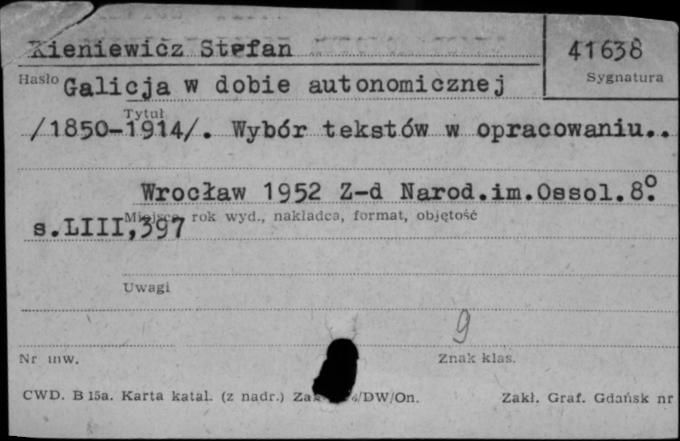 Kieniewicz Stefan
41638
Hasło
Sygnatura
Galicja w dobie autonomicznej
Tytuł
/1850-1914/. Wybór tekstów w opracowaniu..
Wrocław 1952 Z-d Narod.im.Ossol.8°.
Miejsce, rok wyd., nakładca, format, objętość
s.LIII,397
Uwagi
9
Nr inw.
Znak klas.
CWD. B 15a. Karta katal. (z nadr.) /DW/On.
Zakł. Graf. Gdańsk nr